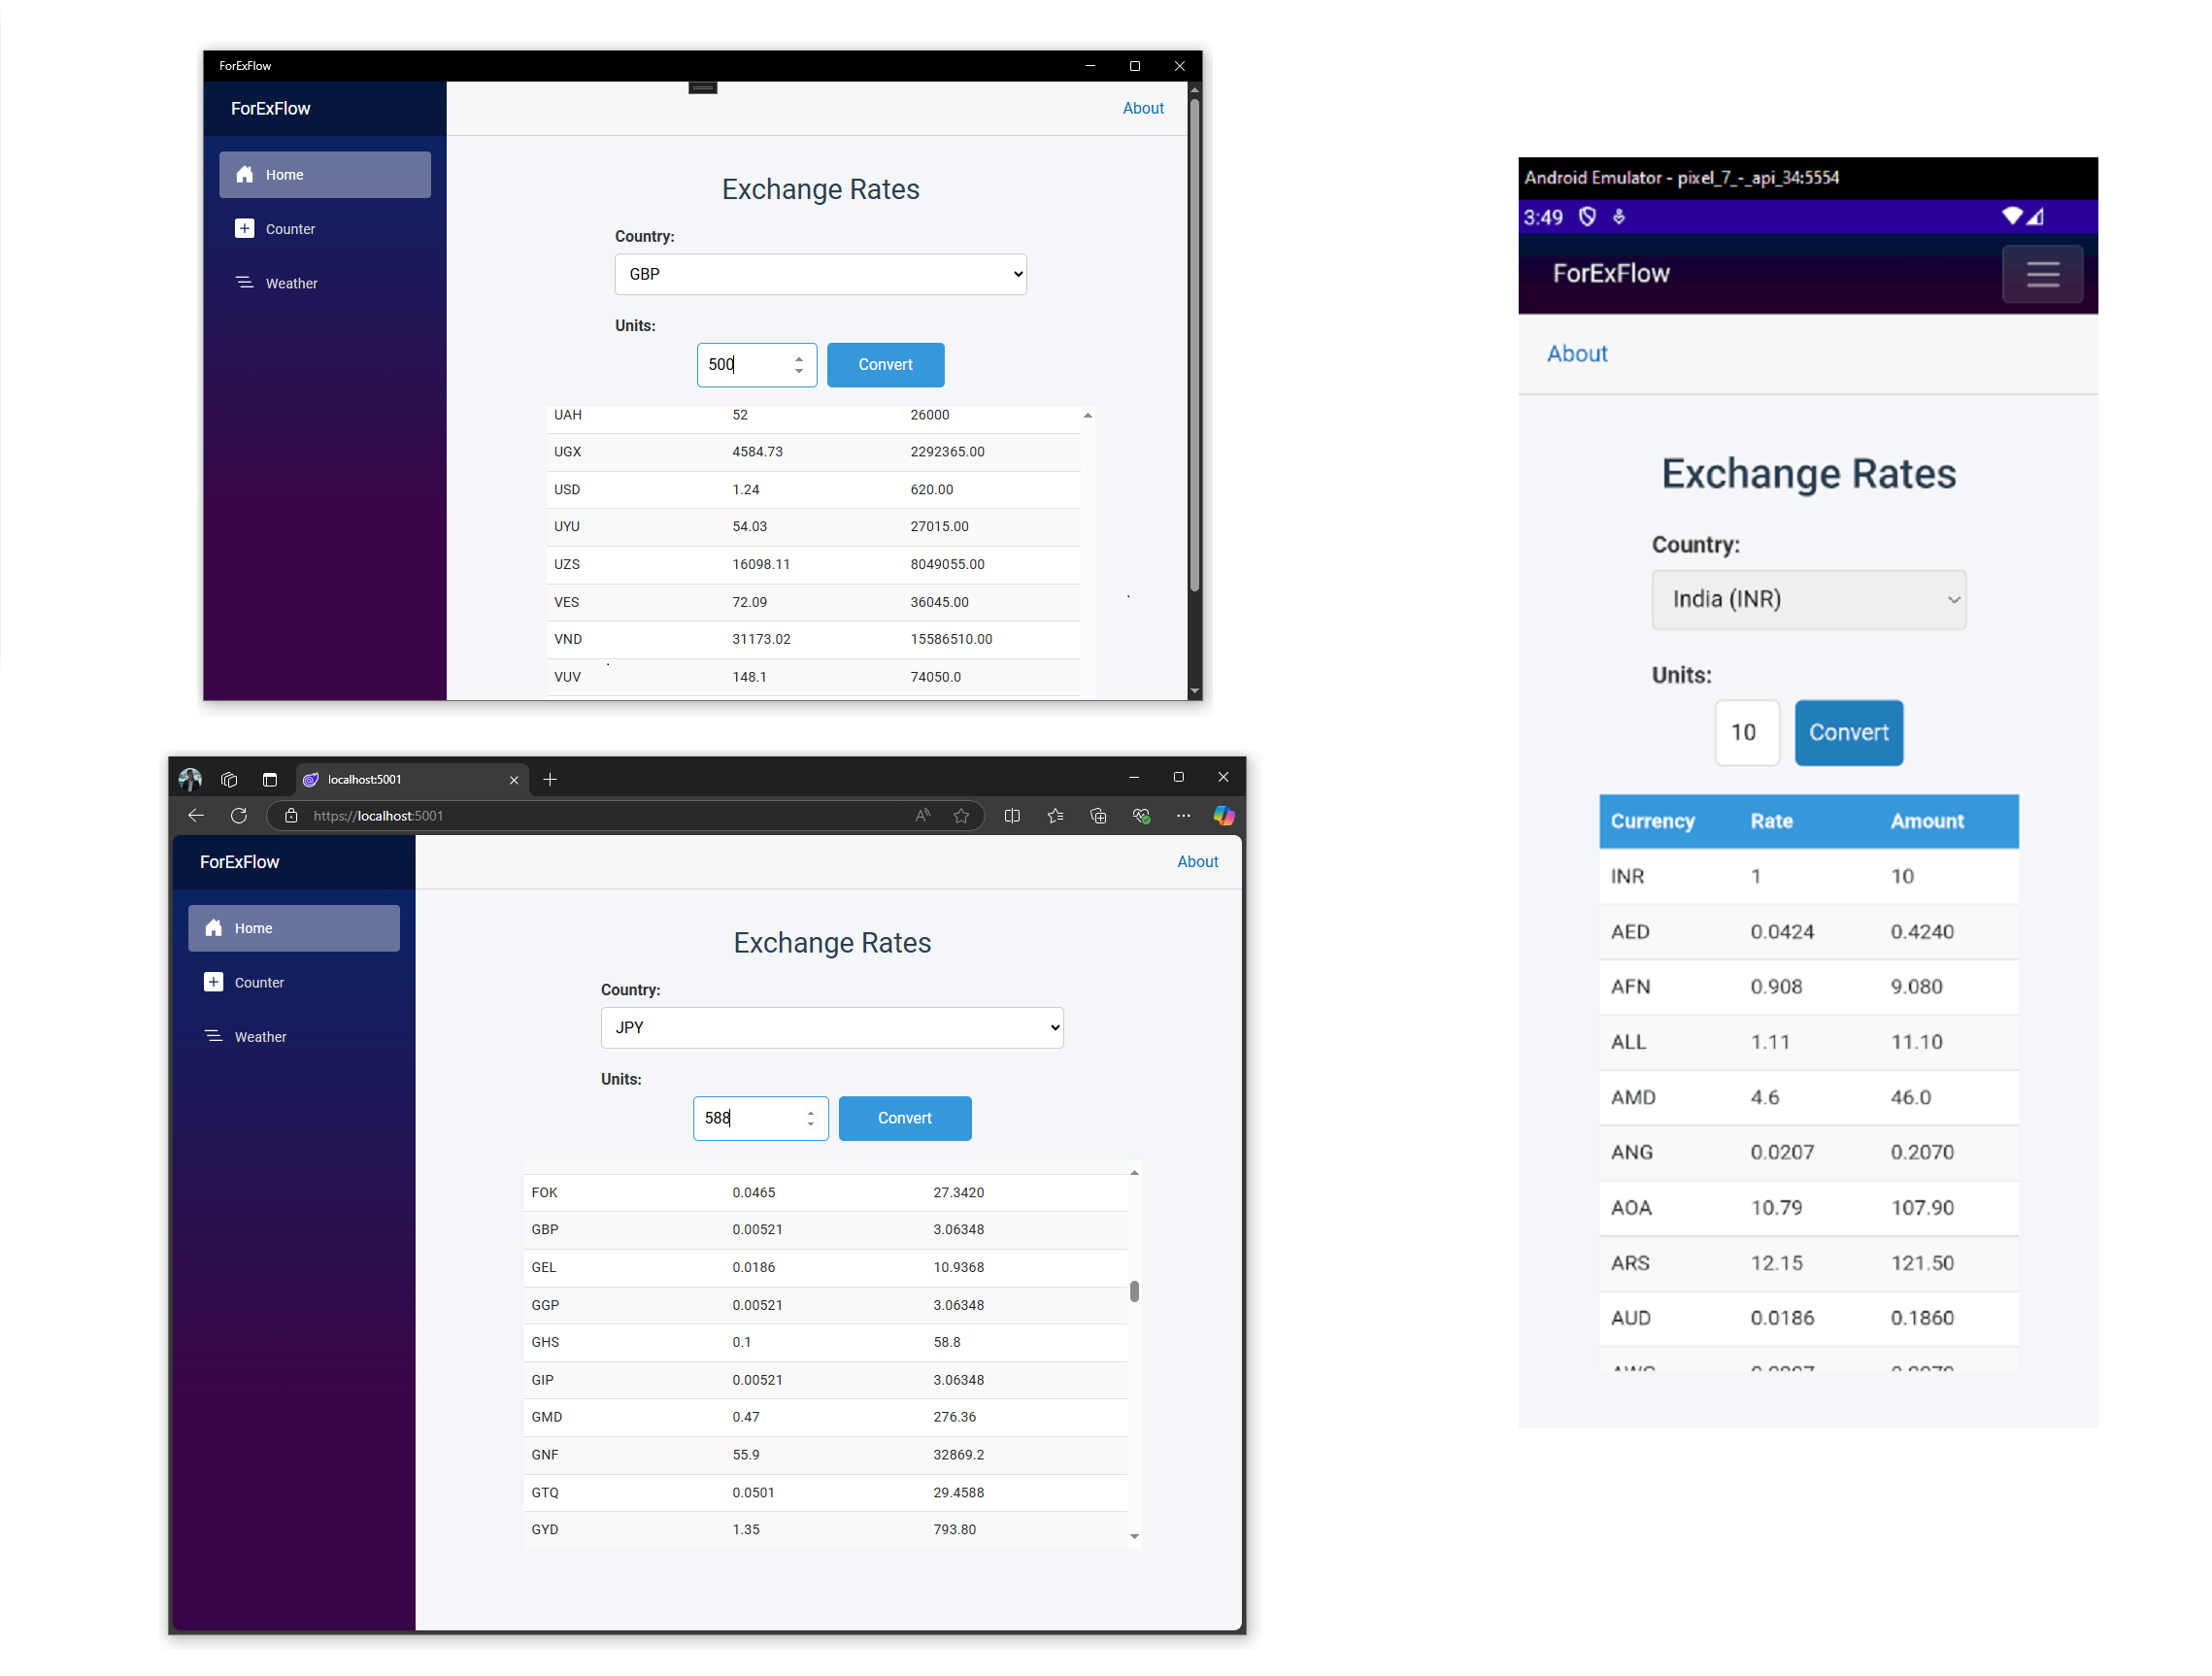 ForExFlow
ForExFlow
About
Home
Counter
Weather
Exchange Rates
Country:
GBP
Units:
500
Convert
UAH 52 26000
UGX 4584.73 2292365.00
USD 1.24 620.00
UYU 54.03 27015.00
UZS 16098.11 8049055.00
VES 72.09 36045.00
VND 31173.02 15586510.00
VUV 148.1 74050.0
localhost:5001
https://localhost:5001
ForExFlow
About
Home
Counter
Weather
Exchange Rates
Country:
JPY
Units:
588
Convert
FOK 0.0465 27.3420
GBP 0.00521 3.06348
GEL 0.0186 10.9368
GGP 0.00521 3.06348
GHS 0.1 58.8
GIP 0.00521 3.06348
GMD 0.47 276.36
GNF 55.9 32869.2
GTQ 0.0501 29.4588
GYD 1.35 793.80
Android Emulator - pixel_7_-_api_34:5554
3:49
ForExFlow
About
Exchange Rates
Country:
India (INR)
Units:
10 Convert
Currency Rate Amount
INR 1 10
AED 0.0424 0.4240
AFN 0.908 9.080
ALL 1.11 11.10
AMD 4.6 46.0
ANG 0.0207 0.2070
AOA 10.79 107.90
ARS 12.15 121.50
AUD 0.0186 0.1860